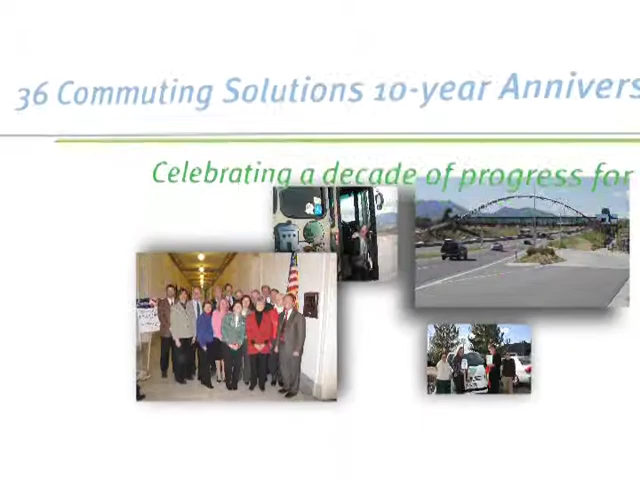 36 Commuting Solutions 10-year Annivers
Celebrating a decade of progress for